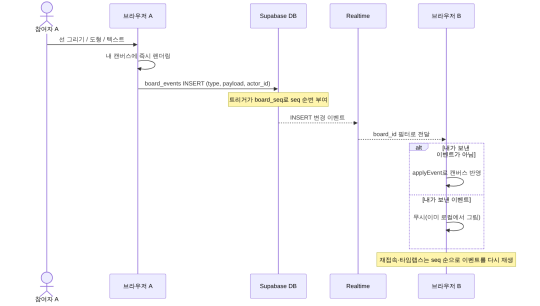 참여자 A
브라우저 A
Supabase DB
Realtime
브라우저 B
선 그리기 / 도형 / 텍스트
내 캔버스에 즉시 렌더링
board_events INSERT (type, payload, actor_id)
트리거가 board_seq로 seq 순번 부여
INSERT 변경 이벤트
board_id 필터로 전달
alt
[내가 보낸
이벤트가 아님]
applyEvent로 캔버스 반영
[내가 보낸 이벤트]
무시(이미 로컬에서 그림)
재접속·타임랩스는 seq 순으로 이벤트를 다시 재생
참여자 A
브라우저 A
Supabase DB
Realtime
브라우저 B